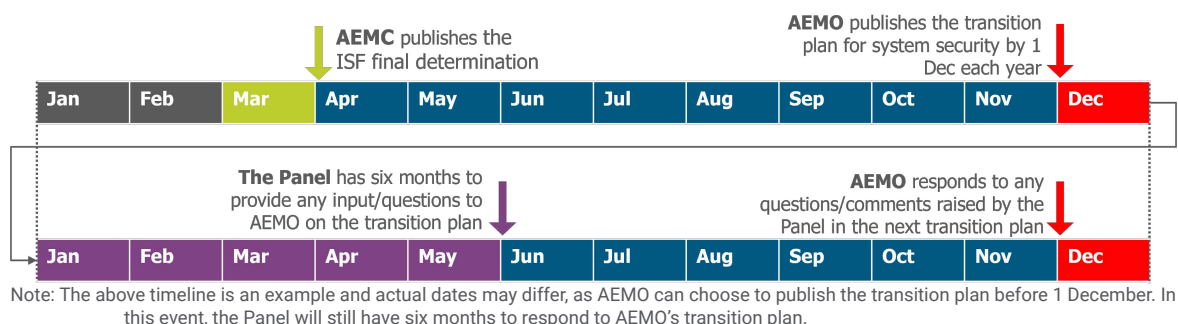 AEMC publishes the
ISF final determination
AEMO publishes the transition
plan for system security by 1
Dec each year
Jan Feb Mar Apr May Jun Jul Aug Sep Oct Nov Dec
The Panel has six months to
provide any input/questions to
AEMO on the transition plan
AEMO responds to any
questions/comments raised by the
Panel in the next transition plan
Jan Feb Mar Apr May Jun Jul Aug Sep Oct Nov Dec
Note: The above timeline is an example and actual dates may differ, as AEMO can choose to publish the transition plan before 1 December. In
this event, the Panel will still have six months to respond to AEMO’s transition plan.